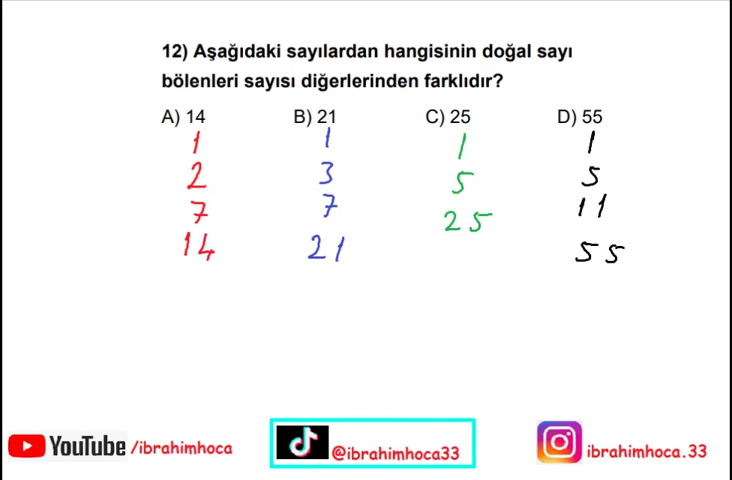 12) Aşağıdaki sayılardan hangisinin doğal sayı
bölenleri sayısı diğerlerinden farklıdır?
A) 14 B) 21 C) 25 D) 55
1 1 1 1
2 3 5 5
7 7 25 11
14 21 55
YouTube /ibrahimhoca @ibrahimhoca33 ibrahimhoca.33